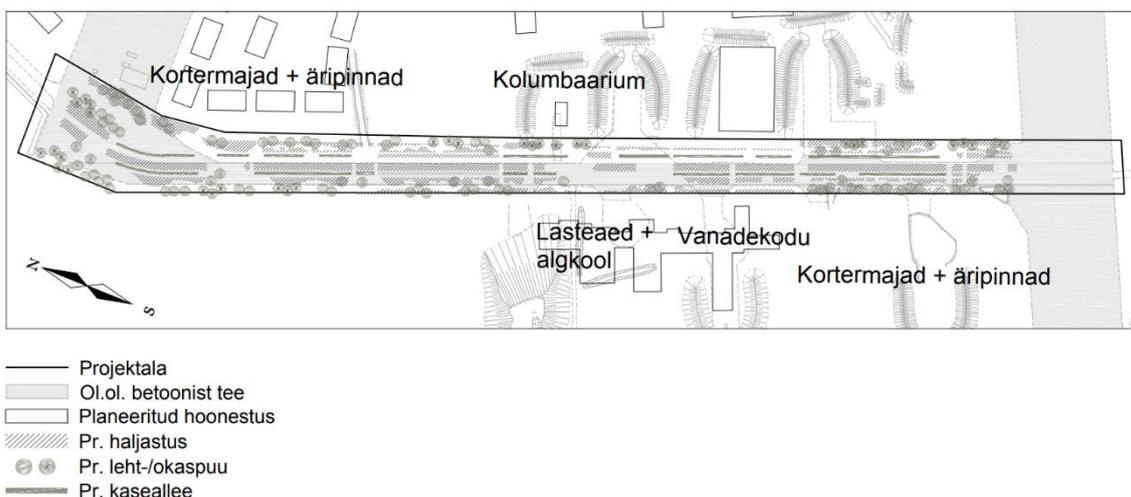 Kortermajad + äripinnad
Kolumbaarium
Lasteaed +
algkool
Vanadekodu
Kortermajad + äripinnad
N
S
Projektala
Ol.ol. betoonist tee
Planeeritud hoonestus
Pr. haljastus
Pr. leht-/okaspuu
Pr. kaseallee